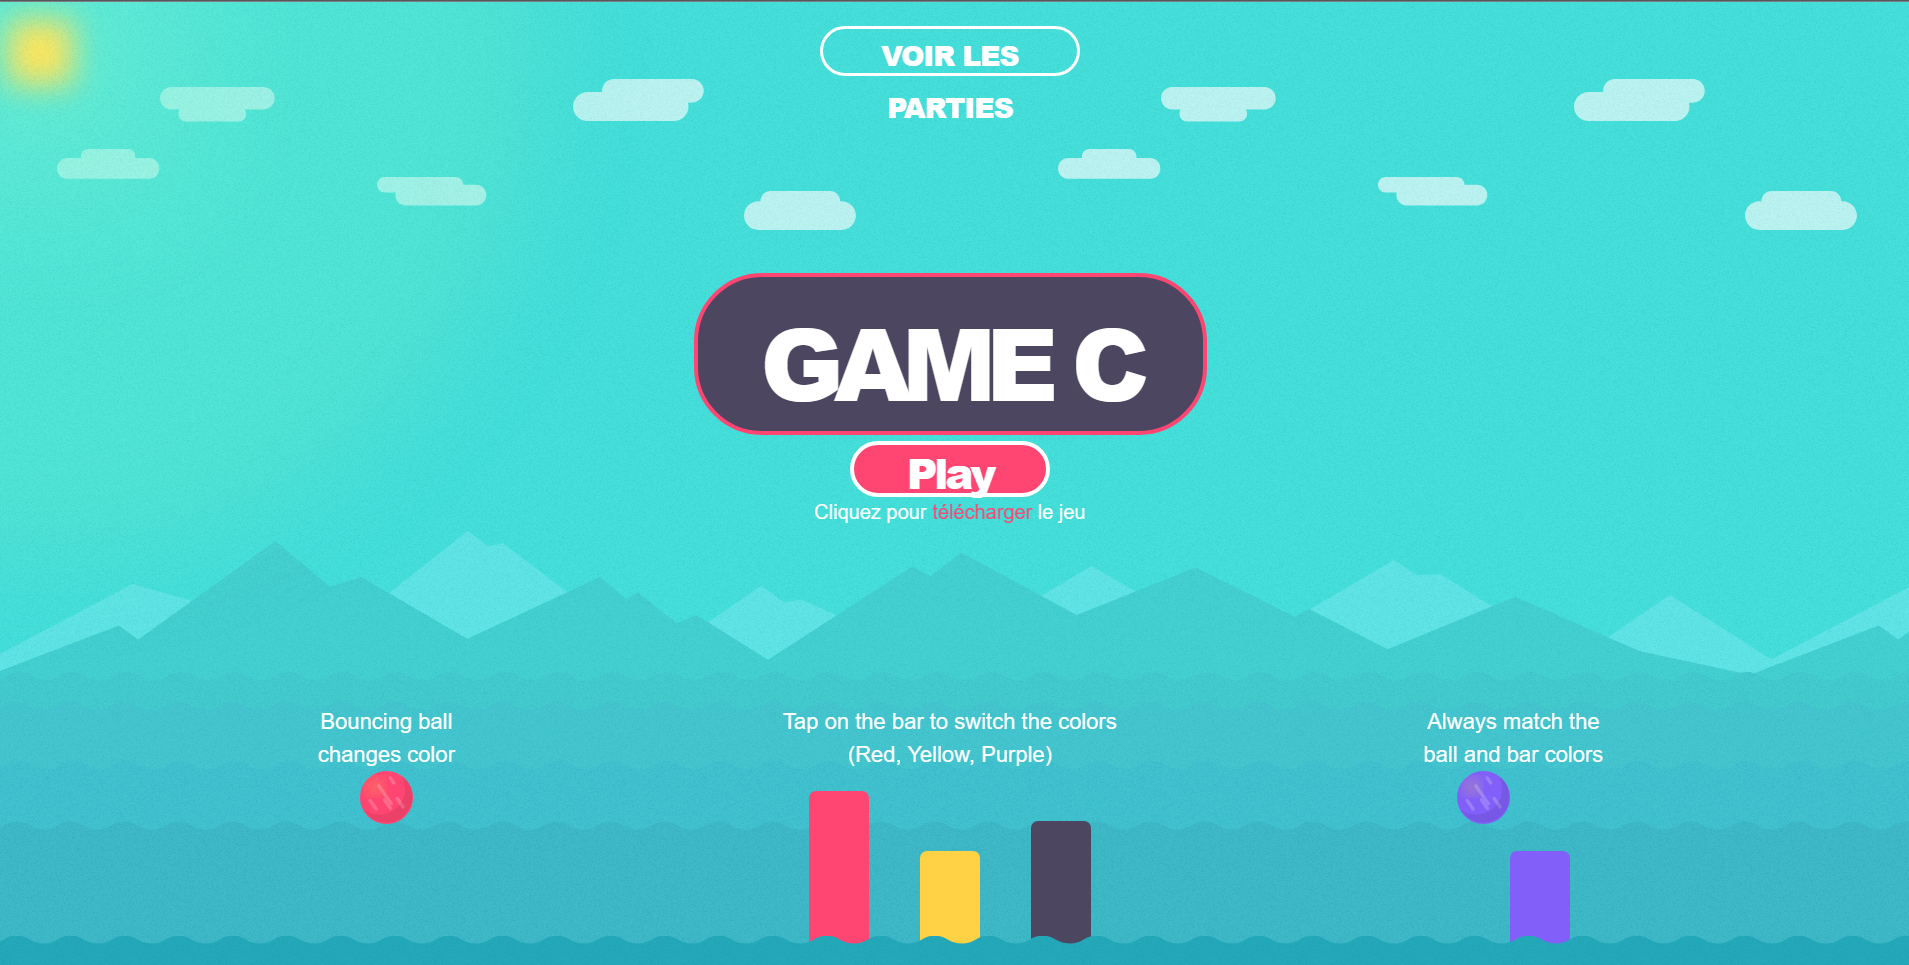 VOIR LES
PARTIES
GAME C
Play
Cliquez pour télécharger le jeu
Bouncing ball
changes color
Tap on the bar to switch the colors
(Red, Yellow, Purple)
Always match the
ball and bar colors